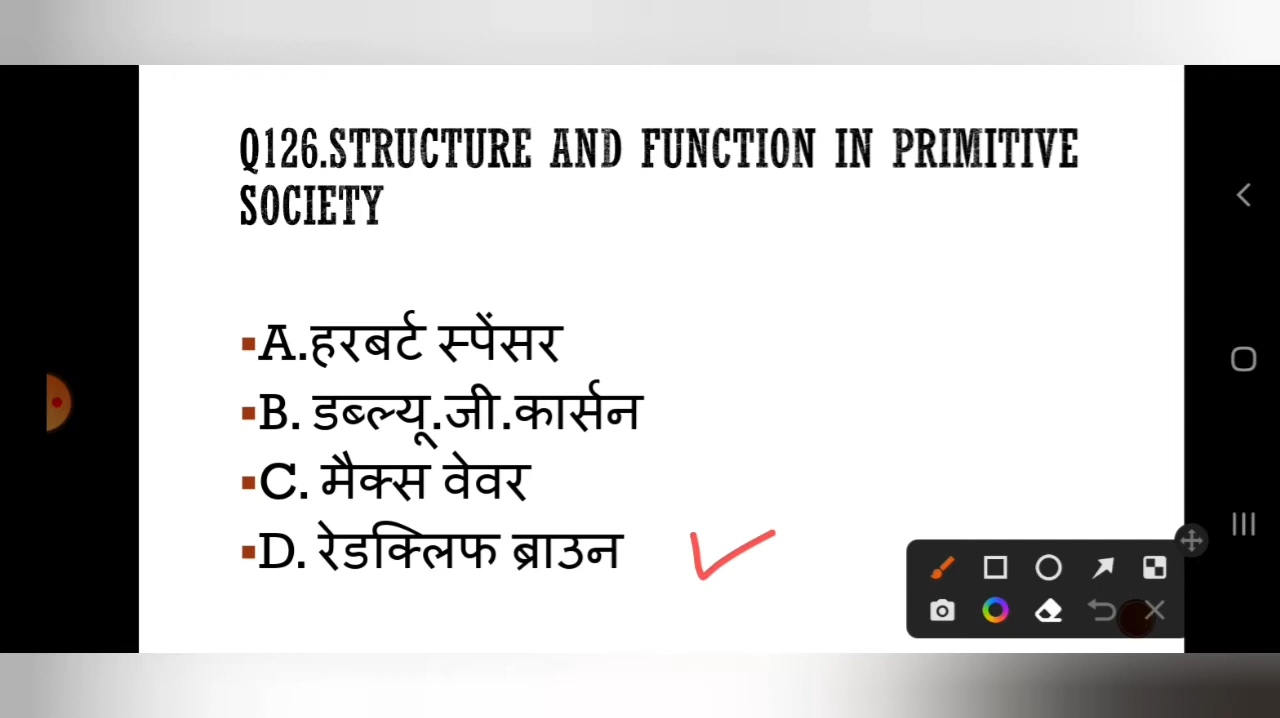 Q126.STRUCTURE AND FUNCTION IN PRIMITIVE
SOCIETY
A.हरबर्ट स्पेंसर
B. डब्ल्यू.जी.कार्सन
C. मैक्स वेवर
D. रेडक्लिफ ब्राउन